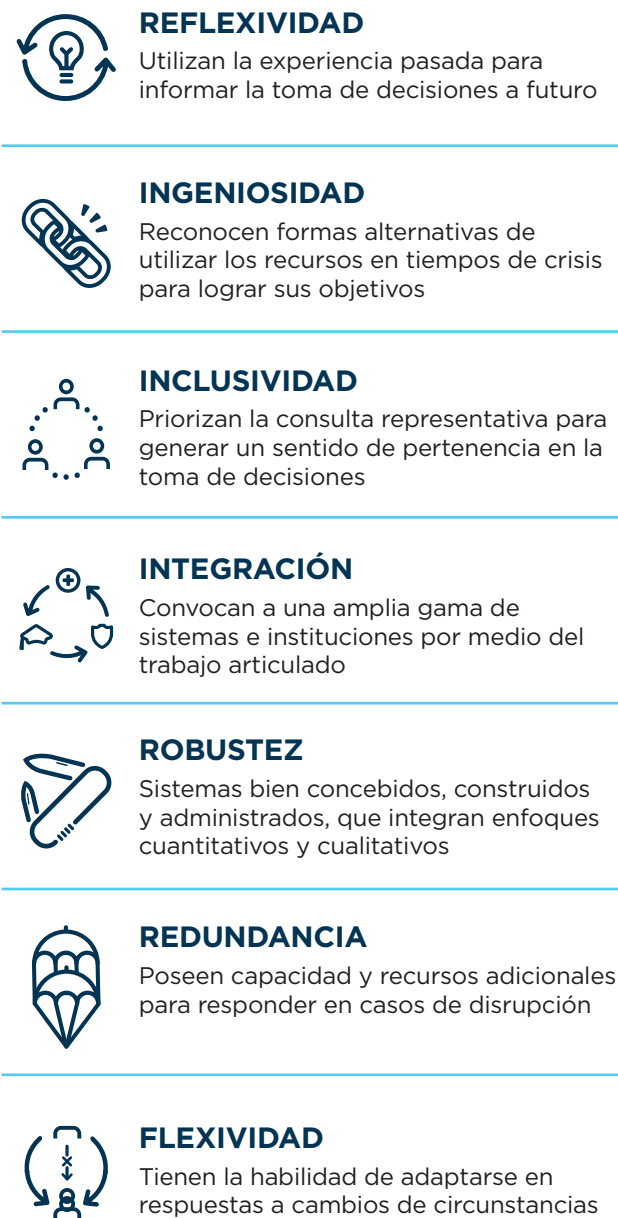 REFLEXIVIDAD
Utilizan la experiencia pasada para
informar la toma de decisiones a futuro
INGENIOSIDAD
Reconocen formas alternativas de
utilizar los recursos en tiempos de crisis
para lograr sus objetivos
INCLUSIVIDAD
Priorizan la consulta representativa para
generar un sentido de pertenencia en la
toma de decisiones
INTEGRACIÓN
Convocan a una amplia gama de
sistemas e instituciones por medio del
trabajo articulado
ROBUSTEZ
Sistemas bien concebidos, construidos
y administrados, que integran enfoques
cuantitativos y cualitativos
REDUNDANCIA
Poseen capacidad y recursos adicionales
para responder en casos de disrupción
FLEXIVIDAD
Tienen la habilidad de adaptarse en
respuestas a cambios de circunstancias